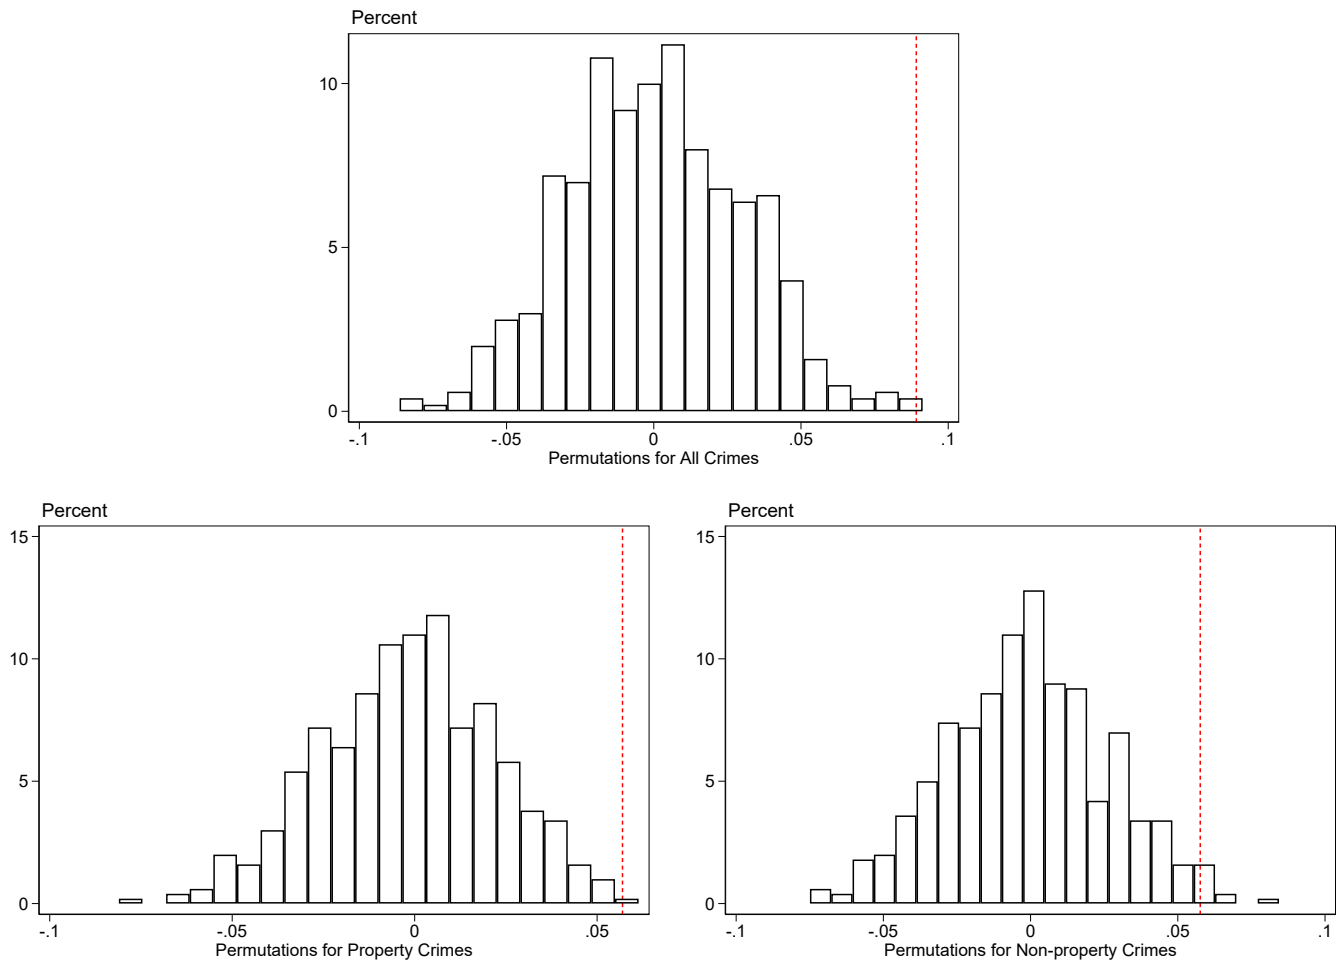 Percent
10
5
0
-.1 -.05 0 .05 .1
Permutations for All Crimes
Percent
15
10
5
0
-.1 -.05 0 .05
Permutations for Property Crimes
Percent
15
10
5
0
-.1 -.05 0 .05 .1
Permutations for Non-property Crimes